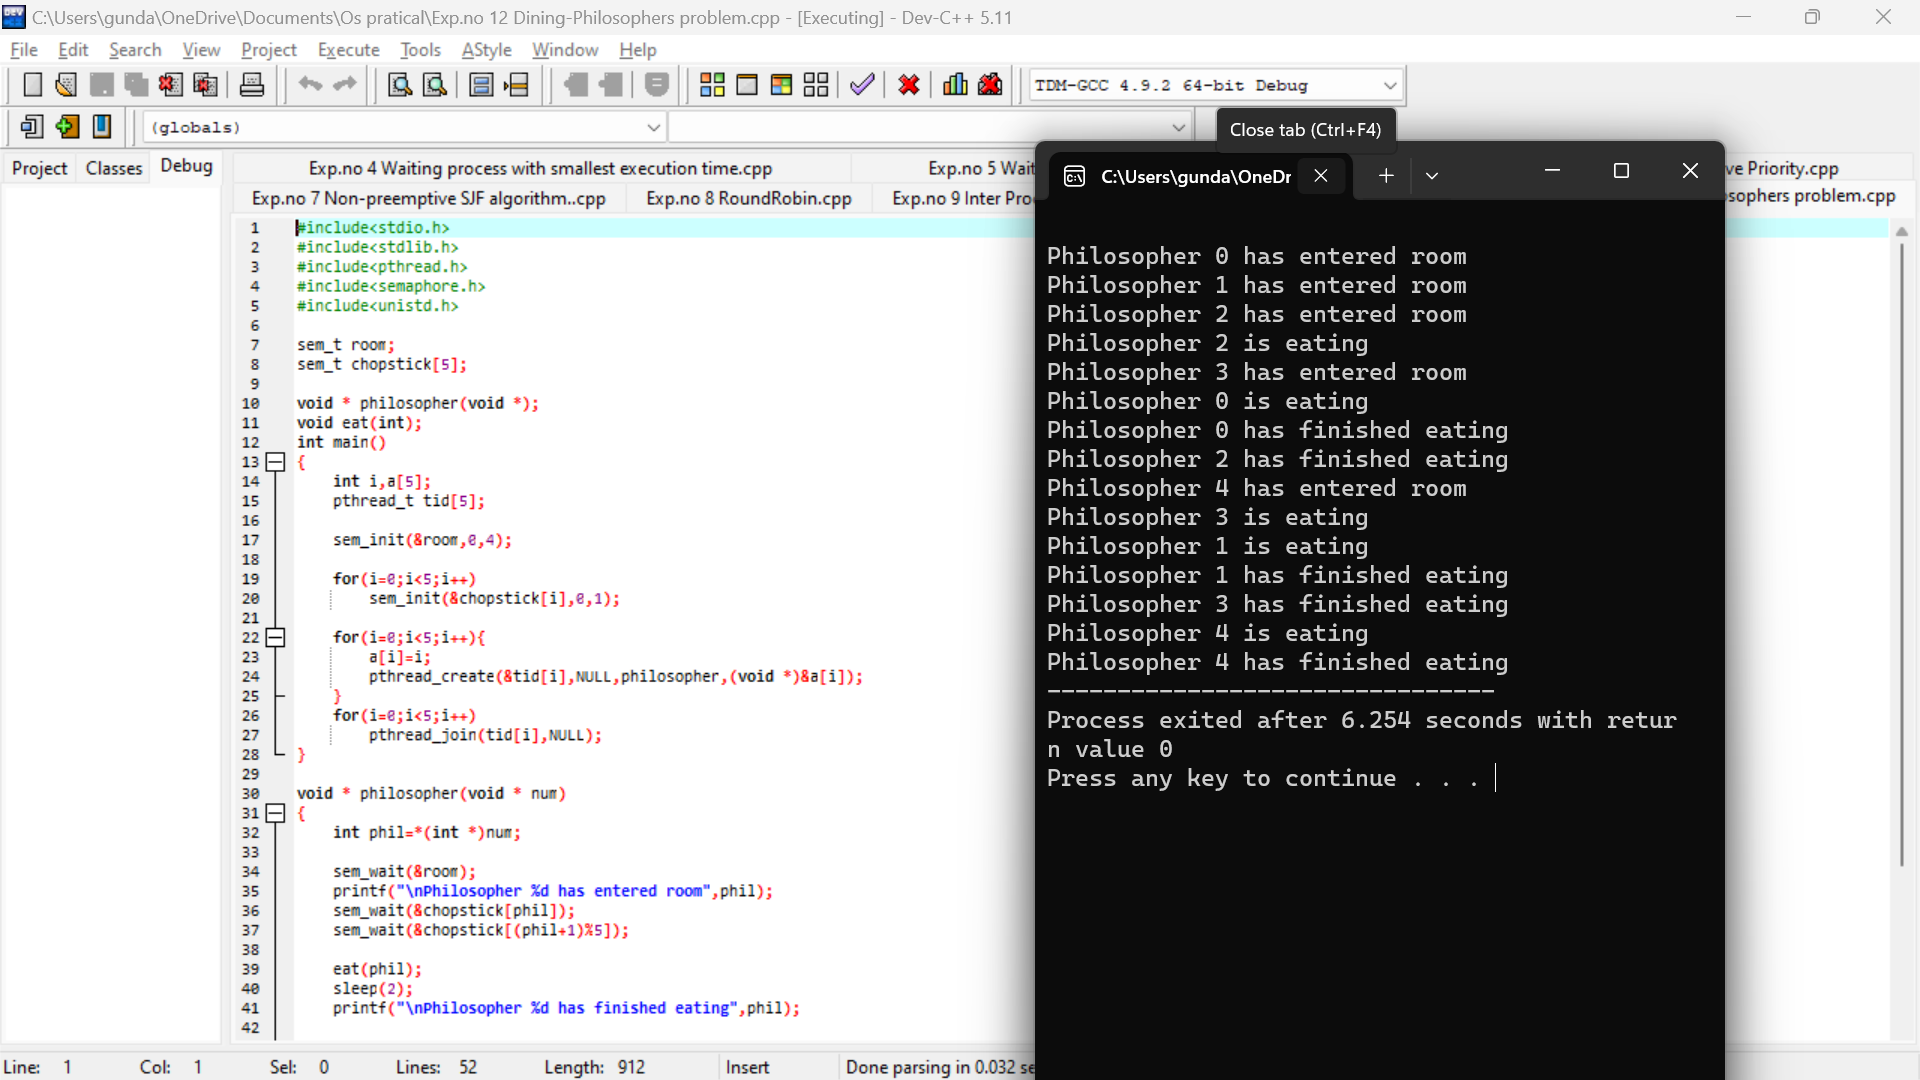 C:\Users\gunda\OneDrive\Documents\Os pratical\Exp.no 12 Dining-Philosophers problem.cpp - [Executing] - Dev-C++ 5.11
File Edit Search View Project Execute Tools AStyle Window Help
TDM-GCC 4.9.2 64-bit Debug
(globals)
Close tab (Ctrl+F4)
Project Classes Debug
Exp.no 4 Waiting process with smallest execution time.cpp
Exp.no 5 Wait
ve Priority.cpp
Exp.no 7 Non-preemptive SJF algorithm..cpp
Exp.no 8 RoundRobin.cpp
Exp.no 9 Inter Pro
sophers problem.cpp
1 #include<stdio.h>
2 #include<stdlib.h>
3 #include<pthread.h>
4 #include<semaphore.h>
5 #include<unistd.h>
6
7 sem_t room;
8 sem_t chopstick[5];
9
10 void * philosopher(void *);
11 void eat(int);
12 int main()
13 {
14 int i,a[5];
15 pthread_t tid[5];
16
17 sem_init(&room,0,4);
18
19 for(i=0;i<5;i++)
20 sem_init(&chopstick[i],0,1);
21
22 for(i=0;i<5;i++){
23 a[i]=i;
24 pthread_create(&tid[i],NULL,philosopher,(void *)&a[i]);
25 }
26 for(i=0;i<5;i++)
27 pthread_join(tid[i],NULL);
28 }
29
30 void * philosopher(void * num)
31 {
32 int phil=*(int *)num;
33
34 sem_wait(&room);
35 printf("\nPhilosopher %d has entered room",phil);
36 sem_wait(&chopstick[phil]);
37 sem_wait(&chopstick[(phil+1)%5]);
38
39 eat(phil);
40 sleep(2);
41 printf("\nPhilosopher %d has finished eating",phil);
42
C:\Users\gunda\OneDr
Philosopher 0 has entered room
Philosopher 1 has entered room
Philosopher 2 has entered room
Philosopher 2 is eating
Philosopher 3 has entered room
Philosopher 0 is eating
Philosopher 0 has finished eating
Philosopher 2 has finished eating
Philosopher 4 has entered room
Philosopher 3 is eating
Philosopher 1 is eating
Philosopher 1 has finished eating
Philosopher 3 has finished eating
Philosopher 4 is eating
Philosopher 4 has finished eating
--------------------------------
Process exited after 6.254 seconds with retur
n value 0
Press any key to continue . . .
Line: 1 Col: 1 Sel: 0 Lines: 52 Length: 912 Insert Done parsing in 0.032 se